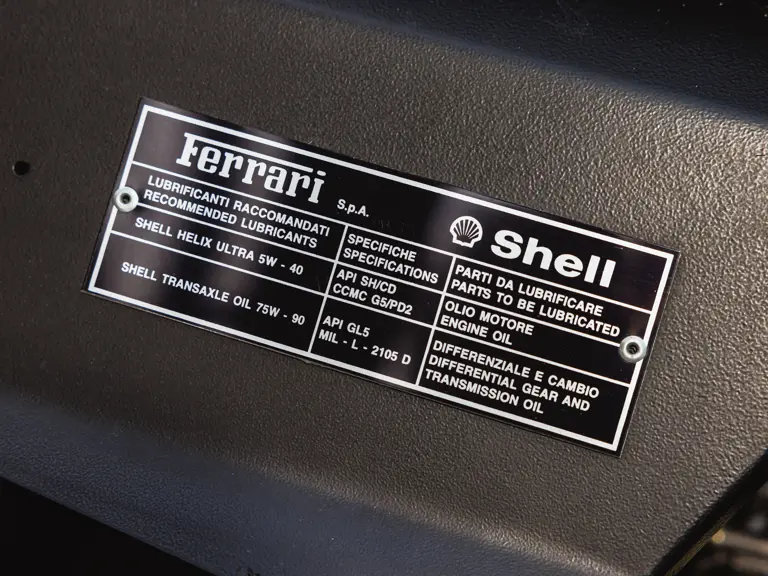 Ferrari S.p.A.
Shell
LUBRIFICANTI RACCOMANDATI
RECOMMENDED LUBRICANTS
SPECIFICHE
SPECIFICATIONS
PARTI DA LUBRIFICARE
PARTS TO BE LUBRICATED
SHELL HELIX ULTRA 5W - 40
API SH/CD
CCMC G5/PD2
OLIO MOTORE
ENGINE OIL
SHELL TRANSAXLE OIL 75W - 90
API GL5
MIL - L - 2105 D
DIFFERENZIALE E CAMBIO
DIFFERENTIAL GEAR AND
TRANSMISSION OIL